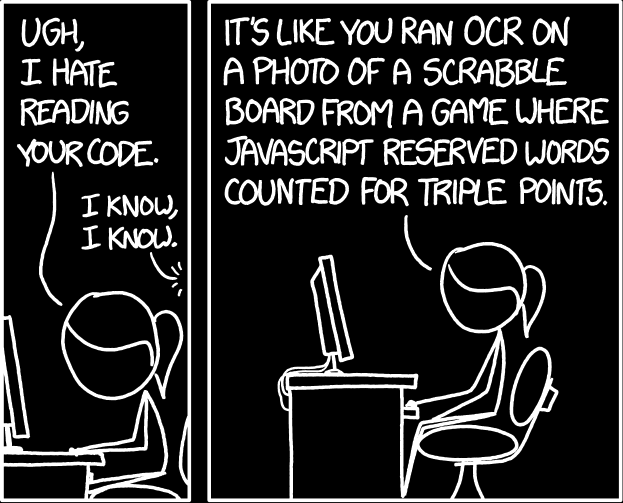 UGH,
I HATE
READING
YOUR CODE.
I KNOW,
I KNOW.
IT'S LIKE YOU RAN OCR ON
A PHOTO OF A SCRABBLE
BOARD FROM A GAME WHERE
JAVASCRIPT RESERVED WORDS
COUNTED FOR TRIPLE POINTS.